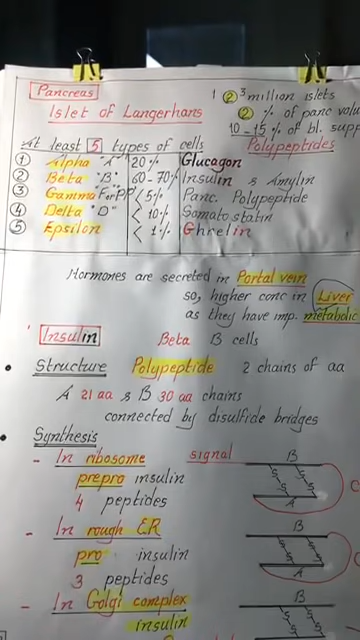 Pancreas
1 - 3 million islets
2
Islet of Langerhans
2 % of panc volu
10 - 15 % of bl. supp
At least 5 types of cells
Polypeptides
1 Alpha "A" 20% Glucagon
2 Beta "B" 60 - 70% Insulin & Amylin
3 Gamma "F or PP" < 5% Panc. Polypeptide
4 Delta "D" < 10% Somatostatin
5 Epsilon < 1% Ghrelin
Hormones are secreted in Portal vein
so, higher conc in Liver
as they have imp. metabolic
Insulin Beta B cells
• Structure Polypeptide 2 chains of aa
A 21 aa & B 30 aa chains
connected by disulfide bridges
• Synthesis
- In ribosome signal B
prepro insulin
4 peptides A
- In rough ER B
pro insulin
3 peptides A
- In Golgi complex B
insulin